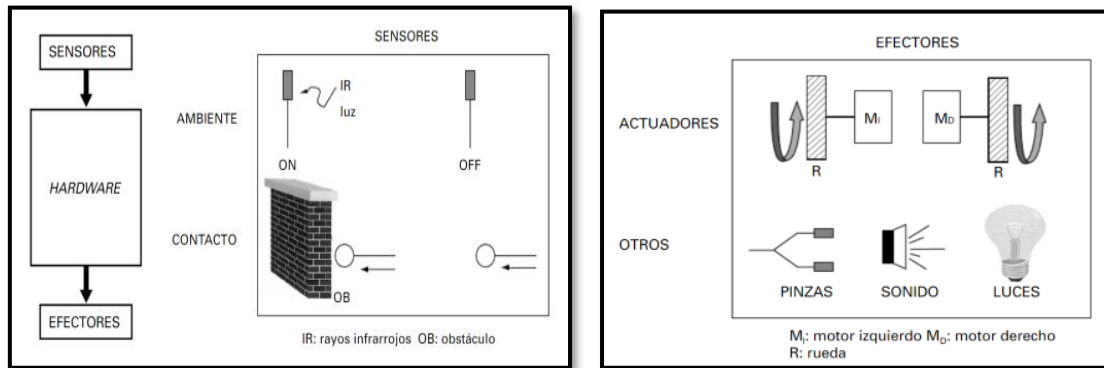 SENSORES
HARDWARE
EFECTORES
SENSORES
AMBIENTE
IR
luz
ON
OFF
CONTACTO
OB
IR: rayos infrarrojos OB: obstáculo
EFECTORES
ACTUADORES
MI
MD
R
R
OTROS
PINZAS
SONIDO
LUCES
MI: motor izquierdo MD: motor derecho
R: rueda